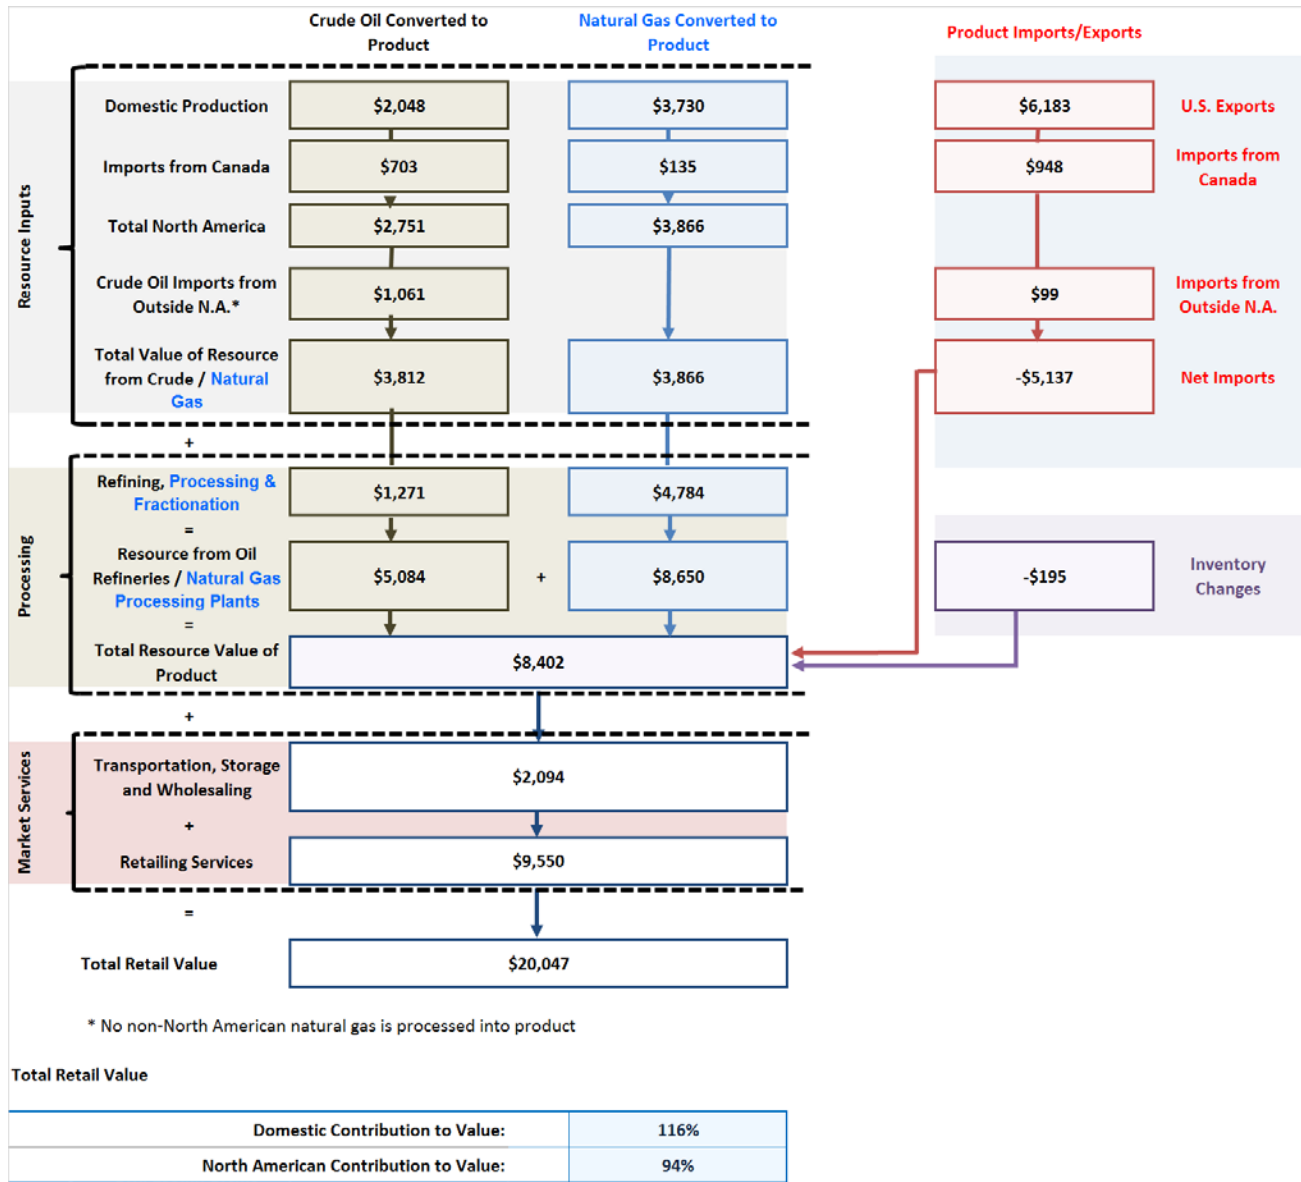 Crude Oil Converted to
Product
Natural Gas Converted to
Product
Product Imports/Exports
Resource Inputs
Domestic Production
$2,048
$3,730
$6,183
U.S. Exports
Imports from Canada
$703
$135
$948
Imports from
Canada
Total North America
$2,751
$3,866
Crude Oil Imports from
Outside N.A.*
$1,061
$99
Imports from
Outside N.A.
Total Value of Resource
from Crude / Natural
Gas
$3,812
$3,866
-$5,137
Net Imports
+
Processing
Refining, Processing &
Fractionation
$1,271
$4,784
=
Resource from Oil
Refineries / Natural Gas
Processing Plants
$5,084
+
$8,650
-$195
Inventory
Changes
=
Total Resource Value of
Product
$8,402
+
Market Services
Transportation, Storage
and Wholesaling
$2,094
+
Retailing Services
$9,550
=
Total Retail Value
$20,047
* No non-North American natural gas is processed into product
Total Retail Value
Domestic Contribution to Value:
116%
North American Contribution to Value:
94%